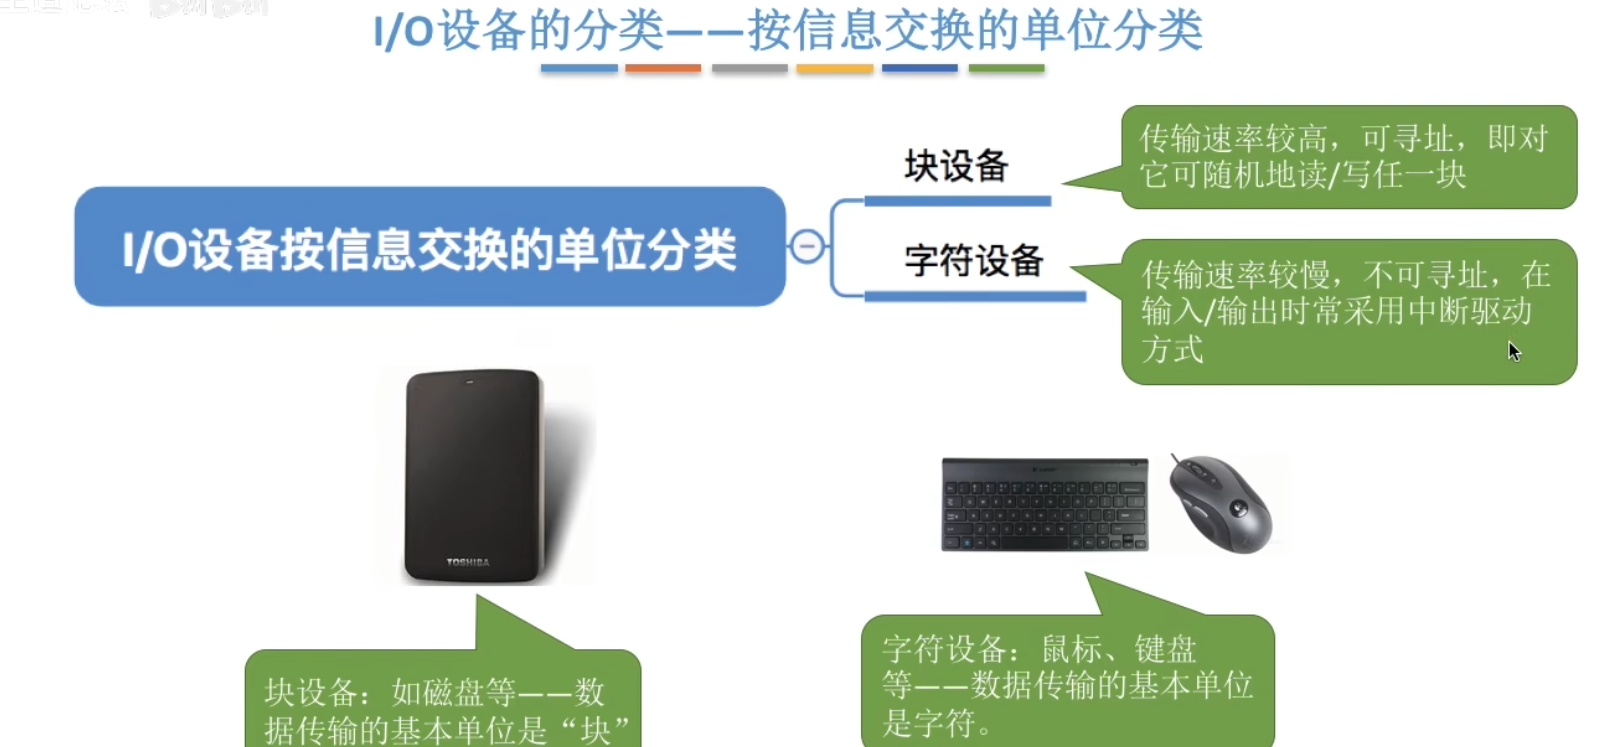 I/O设备的分类——按信息交换的单位分类
块设备
传输速率较高，可寻址，即对
它可随机地读/写任一块
I/O设备按信息交换的单位分类
字符设备
传输速率较慢，不可寻址，在
输入/输出时常采用中断驱动
方式
TOSHIBA
块设备：如磁盘等——数
据传输的基本单位是“块”
字符设备：鼠标、键盘
等——数据传输的基本单位
是字符。